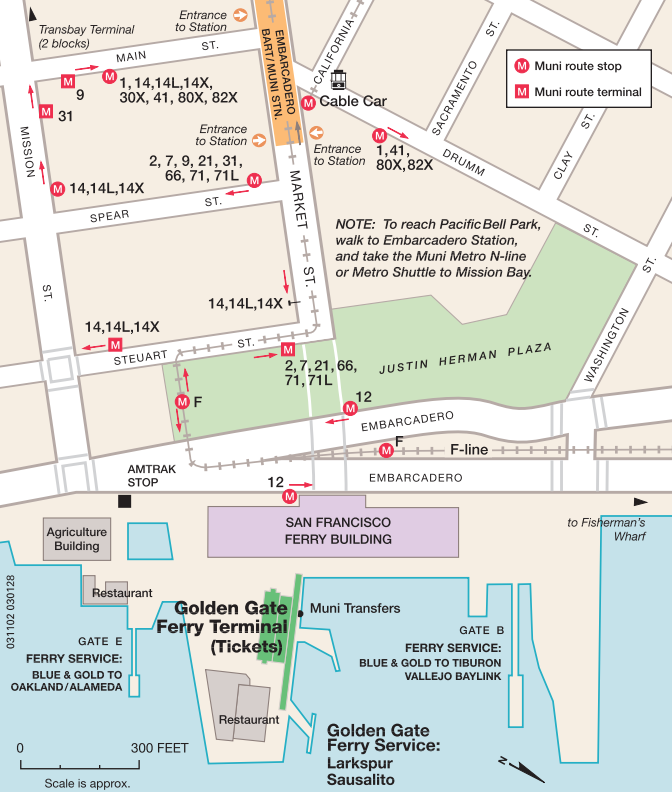 Transbay Terminal
(2 blocks)
Entrance
to Station
MAIN
ST.
EMBARCADERO
BART/MUNI STN.
CALIFORNIA
Muni route stop
Muni route terminal
9
1, 14,14L,14X,
30X, 41, 80X, 82X
31
Cable Car
SACRAMENTO
ST.
CLAY
ST.
MISSION
Entrance
to Station
Entrance
to Station
1,41,
80X,82X
DRUMM
ST.
2, 7, 9, 21, 31,
66, 71, 71L
14,14L,14X
SPEAR
ST.
MARKET
ST.
NOTE: To reach Pacific Bell Park,
walk to Embarcadero Station,
and take the Muni Metro N-line
or Metro Shuttle to Mission Bay.
ST.
14,14L,14X
14,14L,14X
STEUART
ST.
WASHINGTON
ST.
2, 7, 21, 66,
71, 71L
JUSTIN HERMAN PLAZA
F
12
EMBARCADERO
F
F-line
AMTRAK
STOP
12
EMBARCADERO
SAN FRANCISCO
FERRY BUILDING
to Fisherman's
Wharf
Agriculture
Building
Restaurant
031102 030128
Golden Gate
Ferry Terminal
(Tickets)
Muni Transfers
GATE E
FERRY SERVICE:
BLUE & GOLD TO
OAKLAND/ALAMEDA
GATE B
FERRY SERVICE:
BLUE & GOLD TO TIBURON
VALLEJO BAYLINK
Restaurant
Golden Gate
Ferry Service:
Larkspur
Sausalito
0
300 FEET
Scale is approx.
N